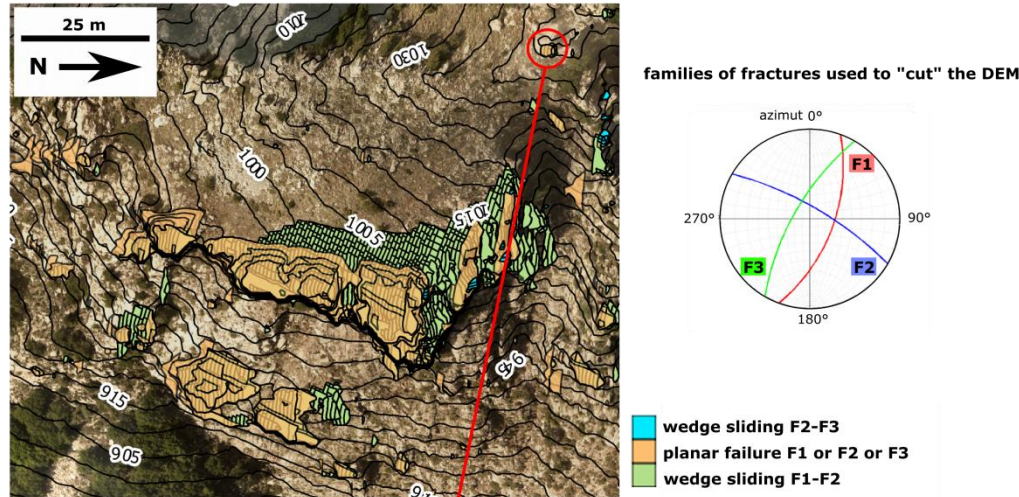 25 m
N
1010
1030
1000
1005
1015
945
915
905
families of fractures used to "cut" the DEM
azimut 0°
F1
270°
90°
F3
F2
180°
wedge sliding F2-F3
planar failure F1 or F2 or F3
wedge sliding F1-F2